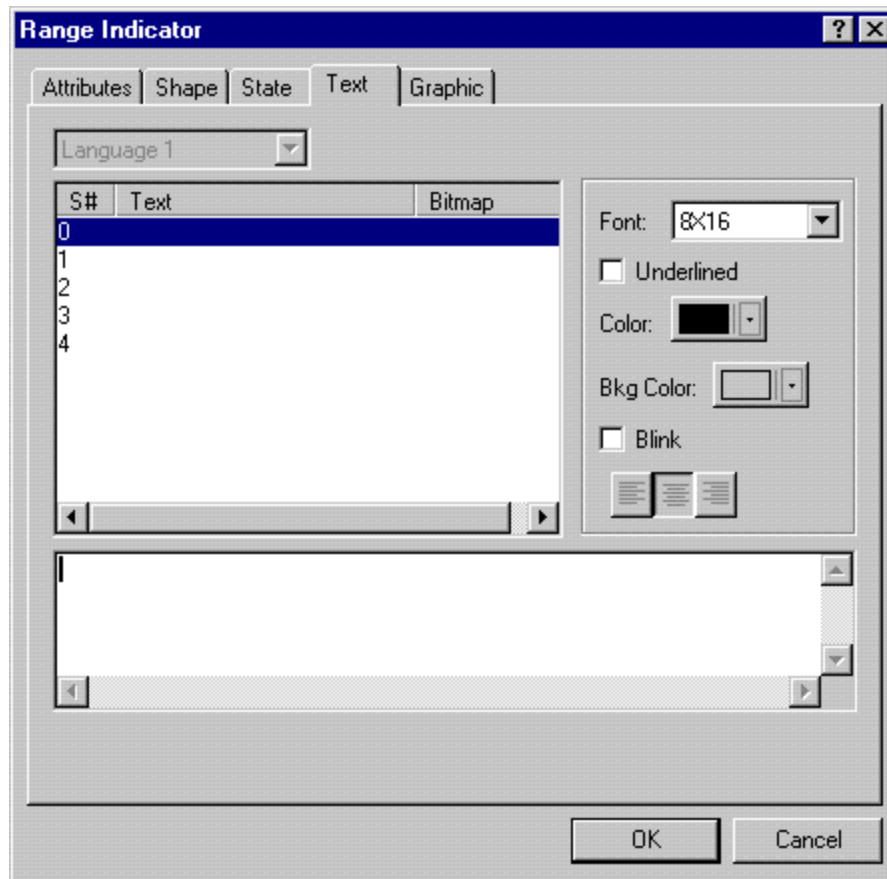 Range Indicator
Attributes Shape State Text Graphic
Language 1
S# Text Bitmap
0
1
2
3
4
Font: 8X16
Underlined
Color:
Bkg Color:
Blink
OK Cancel